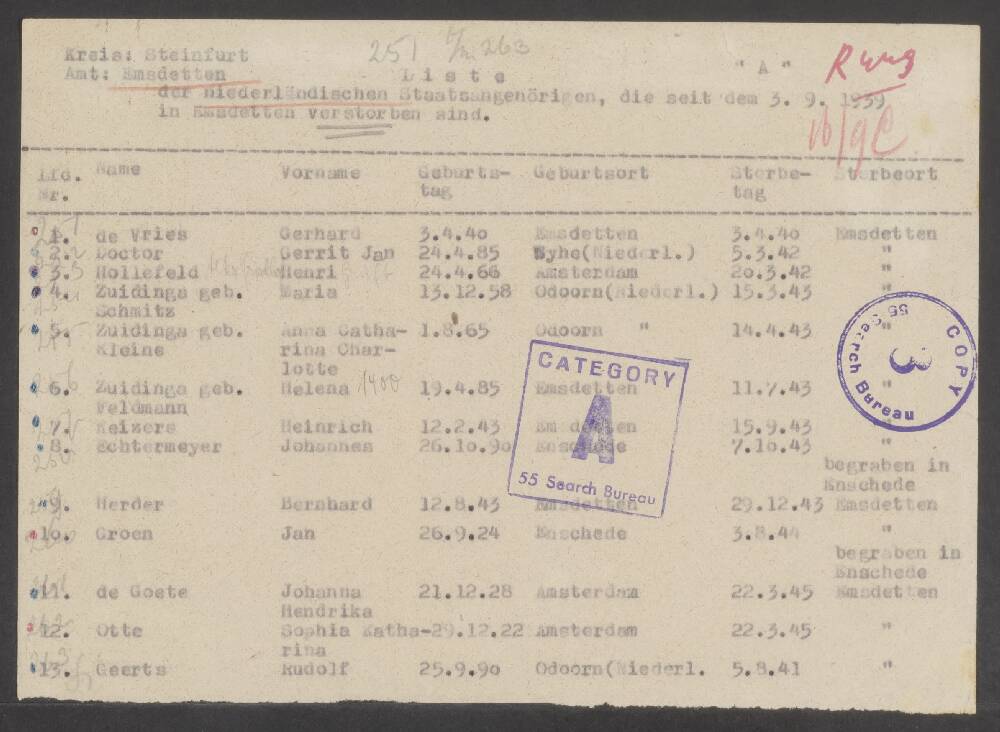 Kreis: Steinfurt 251 263
Amt: Emsdetten Liste "A"
der niederländischen Staatsangehörigen, die seit dem 3. 9. 1939
in Emsdetten verstorben sind.
Lfd. Name Vorname Geburts- Geburtsort Sterbe- Sterbeort
Nr. tag tag
1. de Vries Gerhard 3.4.40 Emsdetten 3.4.40 Emsdetten
2. Doctor Gerrit Jan 24.4.85 Wyhe(Niederl.) 5.3.42 "
3. Hollefeld Henri 24.4.66 Amsterdam 20.3.42 "
4. Zuidinga geb. Maria 13.12.58 Odoorn(Niederl.) 15.3.43 "
Schmitz
5. Zuidinga geb. Anna Catha- 1.8.65 Odoorn " 14.4.43 "
Kleine rina Char-
lotte
6. Zuidinga geb. Helena 1400 19.4.85 Emsdetten 11.7.43 "
Feldmann
7. Keizers Heinrich 12.2.43 Emsdetten 15.9.43 "
8. Echtermeyer Johannes 26.10.90 Enschede 7.10.43 "
begraben in
Enschede
9. Herder Bernhard 12.8.43 Emsdetten 29.12.43 Emsdetten
10. Groen Jan 26.9.24 Enschede 3.8.44 "
begraben in
Enschede
11. de Goete Johanna 21.12.28 Amsterdam 22.3.45 Emsdetten
Hendrika
12. Otte Sophia Katha- 29.12.22 Amsterdam 22.3.45 "
rina
13. Geerts Rudolf 25.9.90 Odoorn(Niederl. 5.8.41 "
CATEGORY
A
55 Search Bureau
COPY
3
55 Search Bureau